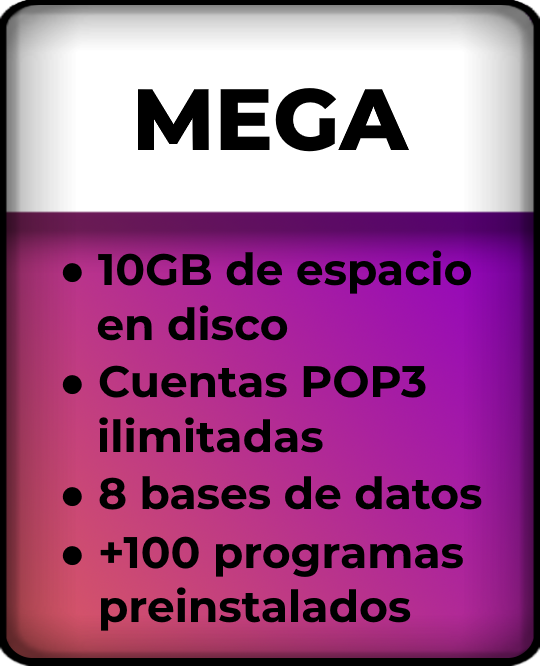 MEGA
• 10GB de espacio
en disco
• Cuentas POP3
ilimitadas
• 8 bases de datos
• +100 programas
preinstalados